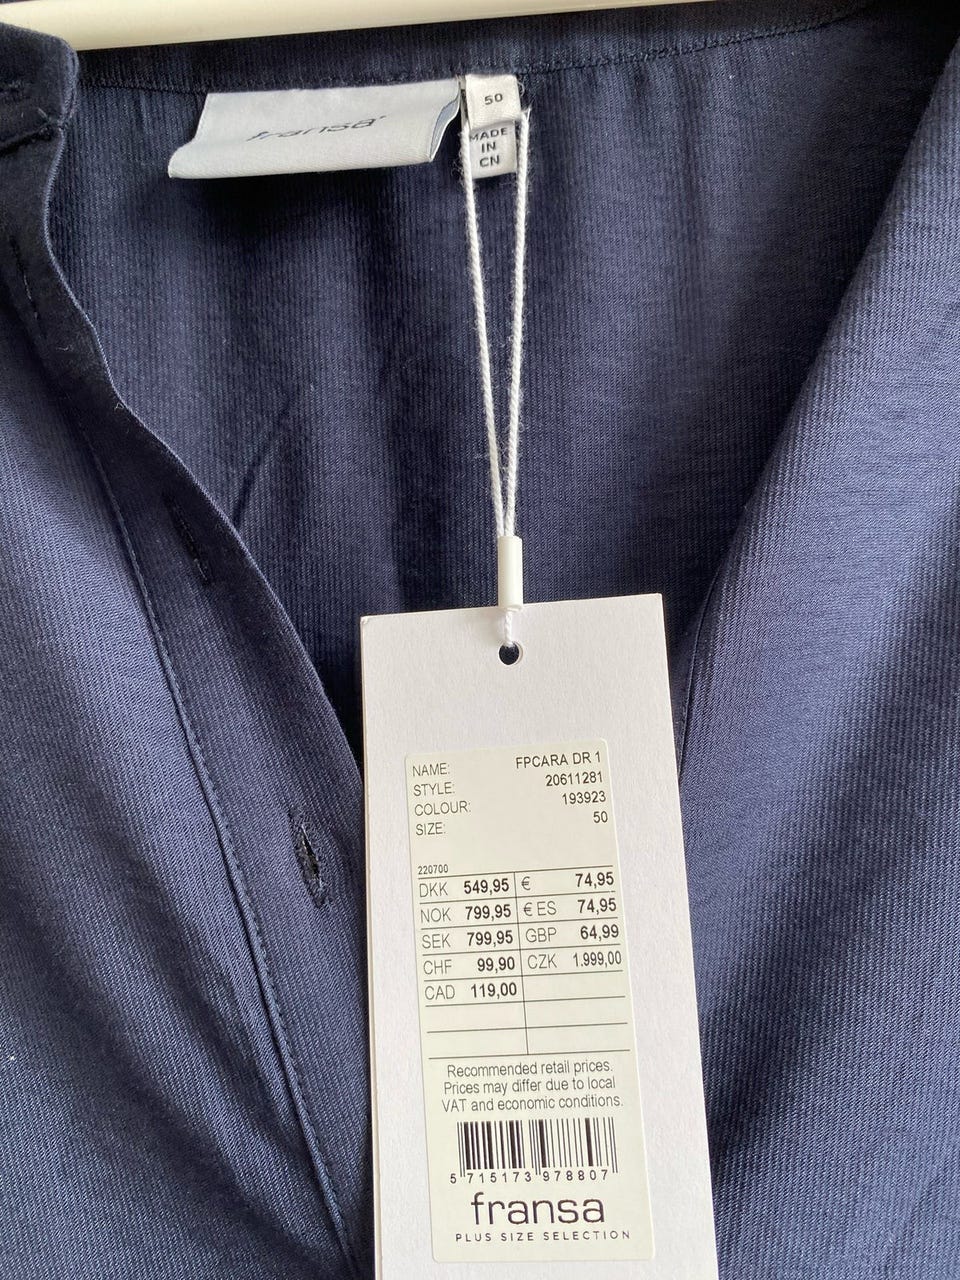 fransa
50
MADE
IN
CN
NAME: FPCARA DR 1
STYLE: 20611281
COLOUR: 193923
SIZE: 50
220700
DKK 549,95 € 74,95
NOK 799,95 € ES 74,95
SEK 799,95 GBP 64,99
CHF 99,90 CZK 1.999,00
CAD 119,00
Recommended retail prices.
Prices may differ due to local
VAT and economic conditions.
5 715173 978807
fransa
PLUS SIZE SELECTION